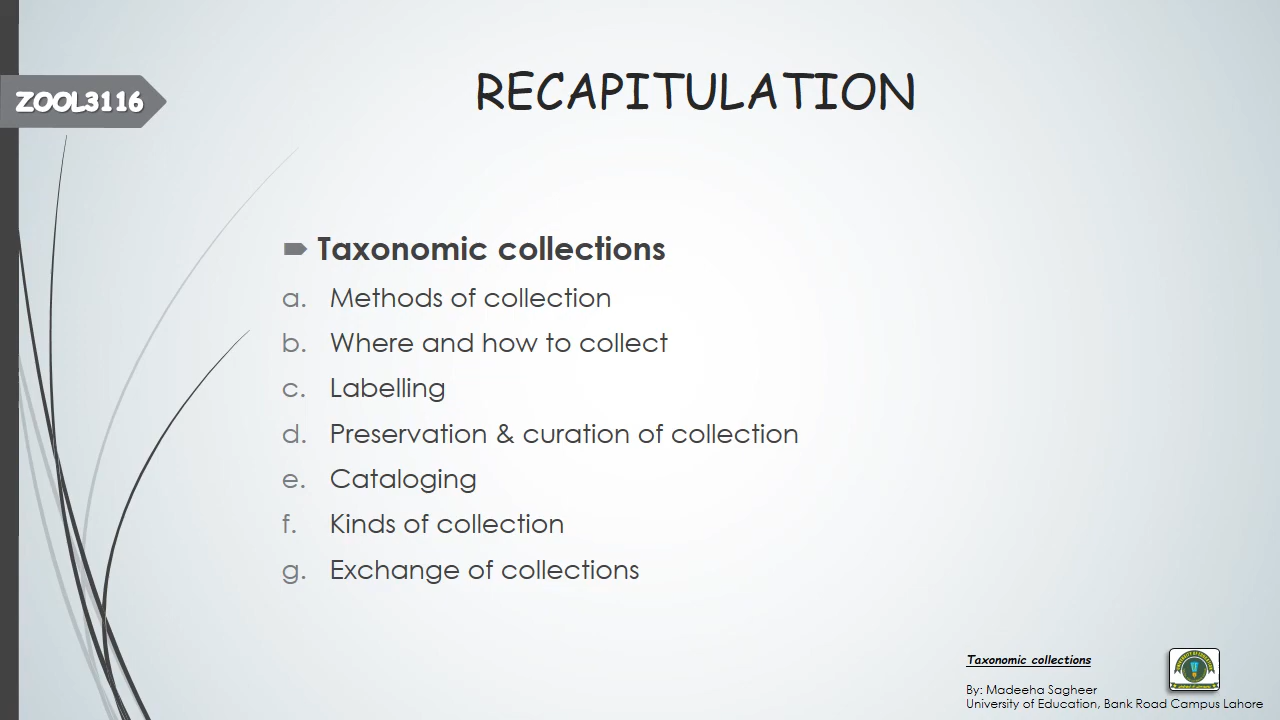 ZOOL3116
RECAPITULATION
Taxonomic collections
a. Methods of collection
b. Where and how to collect
c. Labelling
d. Preservation & curation of collection
e. Cataloging
f. Kinds of collection
g. Exchange of collections
Taxonomic collections
By: Madeeha Sagheer
University of Education, Bank Road Campus Lahore